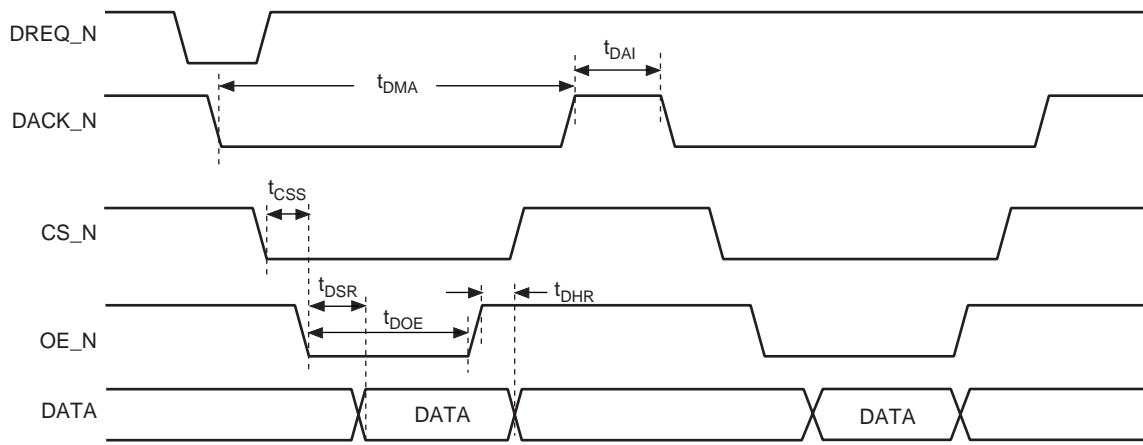 DREQ_N
tDAI
tDMA
DACK_N
tCSS
CS_N
tDSR
tDHR
tDOE
OE_N
DATA
DATA
DATA